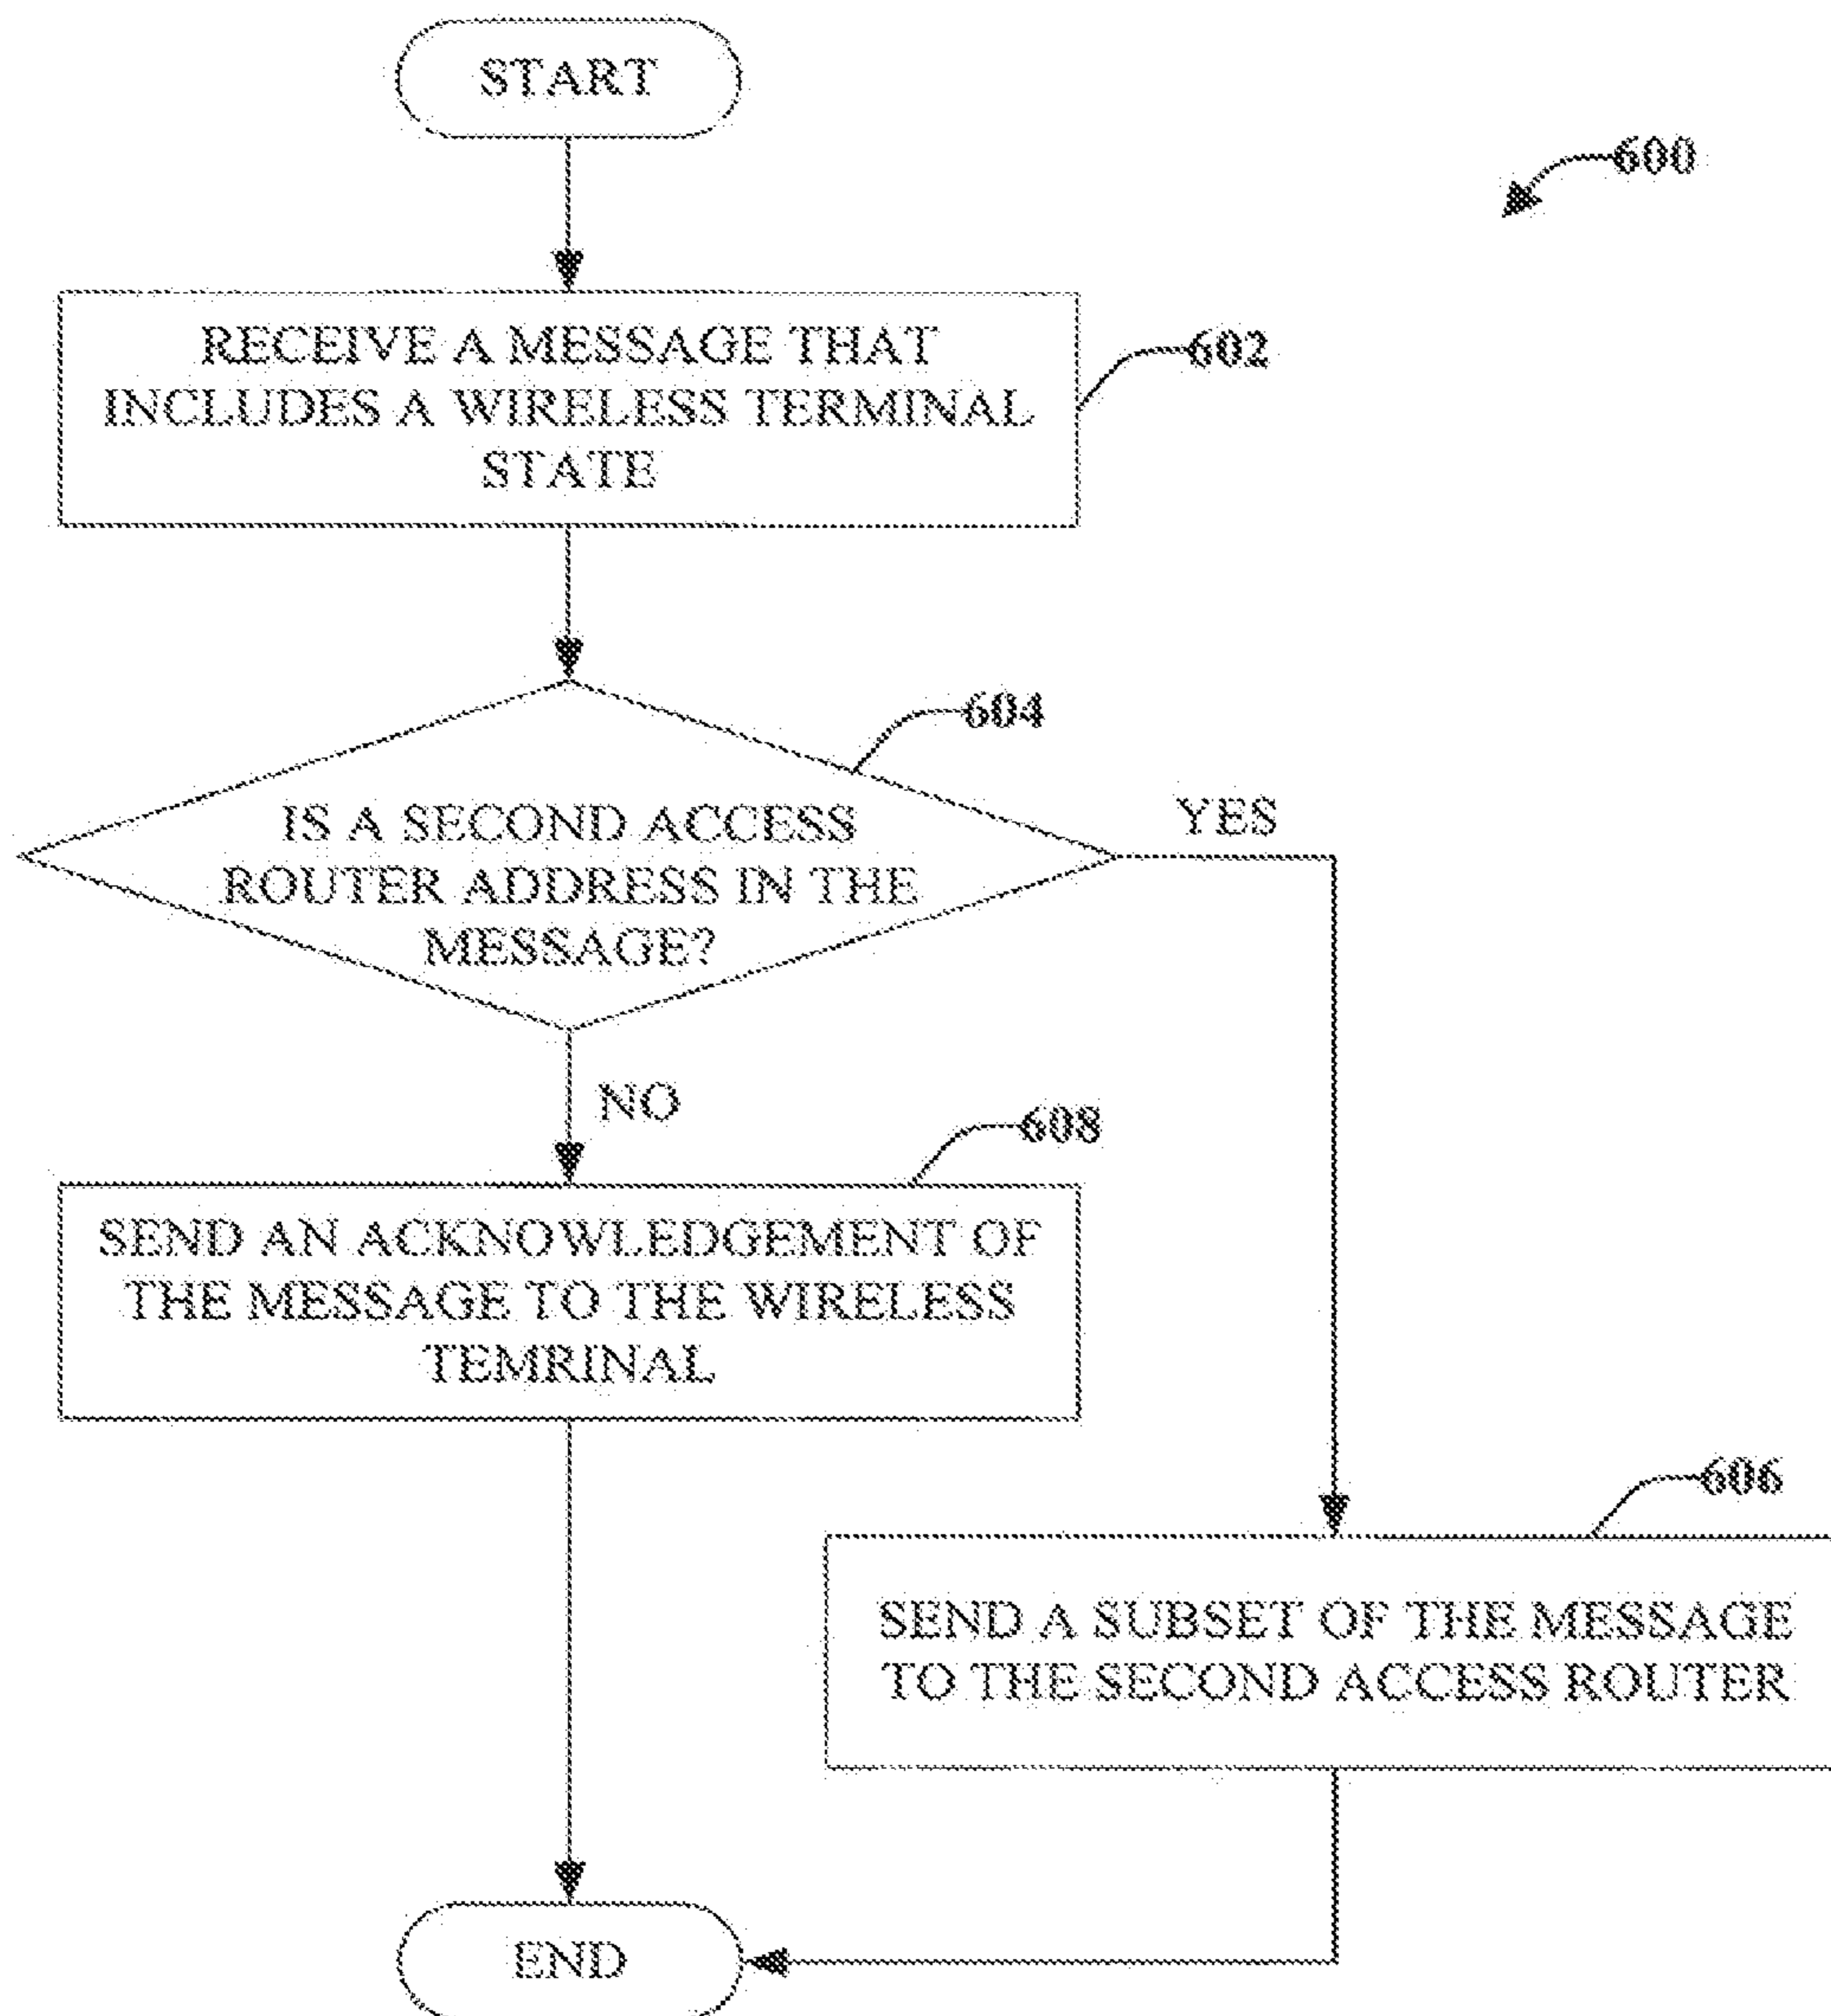 START
600
RECEIVE A MESSAGE THAT
INCLUDES A WIRELESS TERMINAL
STATE
602
604
IS A SECOND ACCESS
ROUTER ADDRESS IN THE
MESSAGE?
YES
NO
608
SEND AN ACKNOWLEDGEMENT OF
THE MESSAGE TO THE WIRELESS
TEMRINAL
606
SEND A SUBSET OF THE MESSAGE
TO THE SECOND ACCESS ROUTER
END